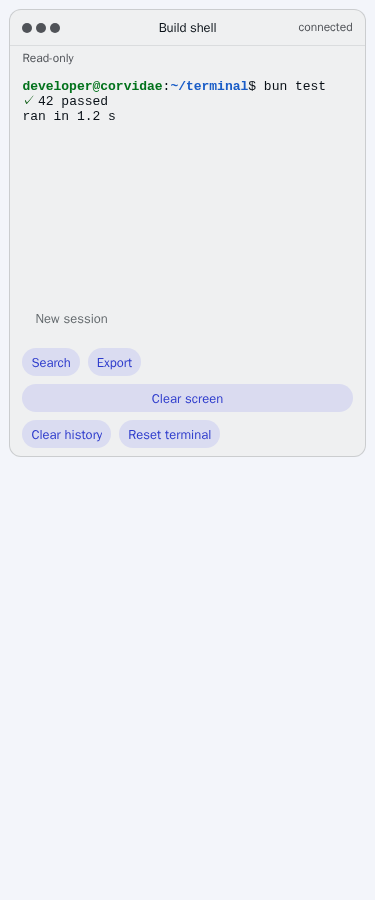 Build shell
connected
Read-only
developer@corvidae:~/terminal$ bun test
✓ 42 passed
ran in 1.2 s
New session
Search
Export
Clear screen
Clear history
Reset terminal